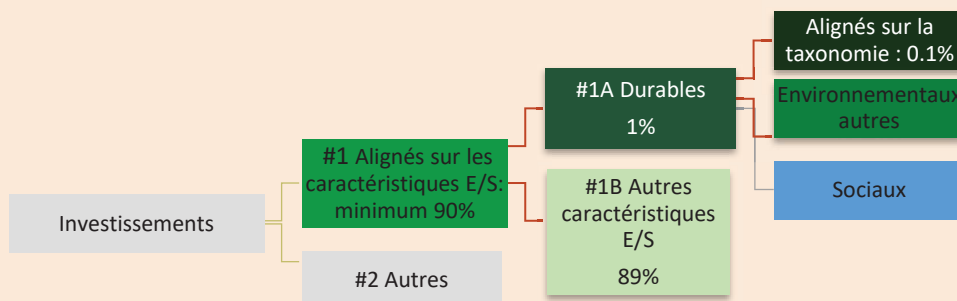 Investissements
#1 Alignés sur les
caractéristiques E/S:
minimum 90%
#2 Autres
#1A Durables
1%
#1B Autres
caractéristiques
E/S
89%
Alignés sur la
taxonomie : 0.1%
Environnementaux
autres
Sociaux